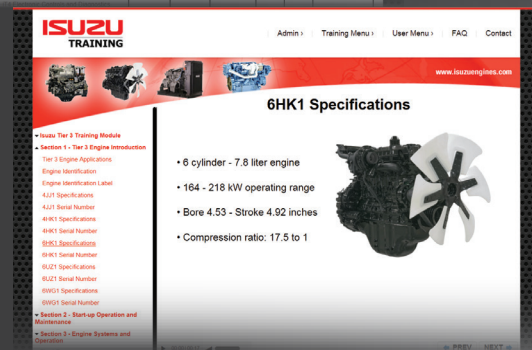 ISUZU
TRAINING
Admin ›
Training Menu ›
User Menu ›
FAQ
Contact
www.isuzuengines.com
6HK1 Specifications
Isuzu Tier 3 Training Module
Section 1 - Tier 3 Engine Introduction
Tier 3 Engine Applications
Engine Identification
Engine Identification Label
4JJ1 Specifications
4JJ1 Serial Number
4HK1 Specifications
4HK1 Serial Number
6HK1 Specifications
6HK1 Serial Number
6UZ1 Specifications
6UZ1 Serial Number
6WG1 Specifications
6WG1 Serial Number
Section 2 - Start-up Operation and
Maintenance
Section 3 - Engine Systems and
Operation
• 6 cylinder - 7.8 liter engine
• 164 - 218 kW operating range
• Bore 4.53 - Stroke 4.92 inches
• Compression ratio: 17.5 to 1
PREV
NEXT